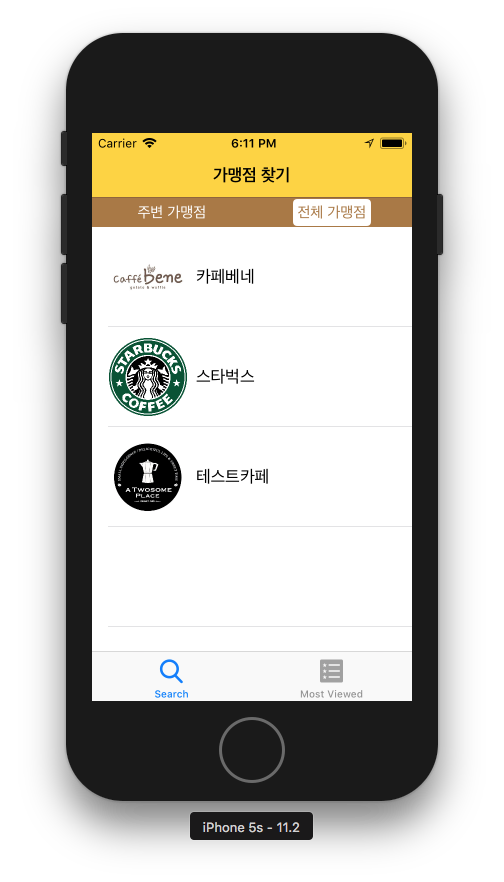 Carrier 6:11 PM
가맹점 찾기
주변 가맹점 전체 가맹점
Caffé bene
gelato & waffle
카페베네
STARBUCKS
COFFEE
스타벅스
A TWOSOME
PLACE
테스트카페
Search Most Viewed
iPhone 5s - 11.2